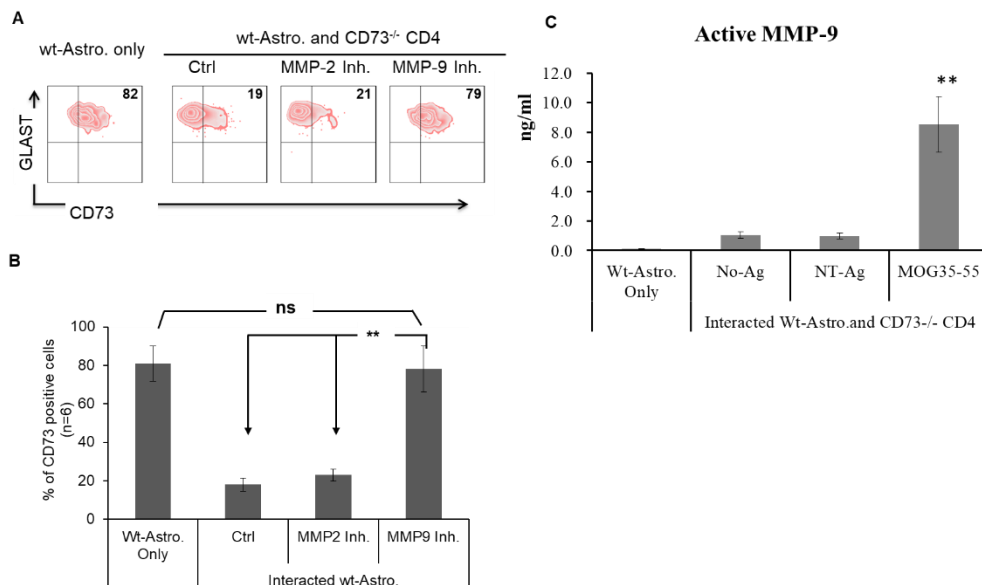 A
wt-Astro. only
wt-Astro. and CD73-/- CD4
Ctrl
MMP-2 Inh.
MMP-9 Inh.
82
19
21
79
GLAST
CD73
B
ns
**
% of CD73 positive cells
(n=6)
100
80
60
40
20
0
Wt-Astro.
Only
Ctrl
MMP2 Inh.
MMP9 Inh.
Interacted wt-Astro.
C
Active MMP-9
**
ng/ml
12.0
10.0
8.0
6.0
4.0
2.0
0.0
Wt-Astro.
Only
No-Ag
NT-Ag
MOG35-55
Interacted Wt-Astro.and CD73-/- CD4